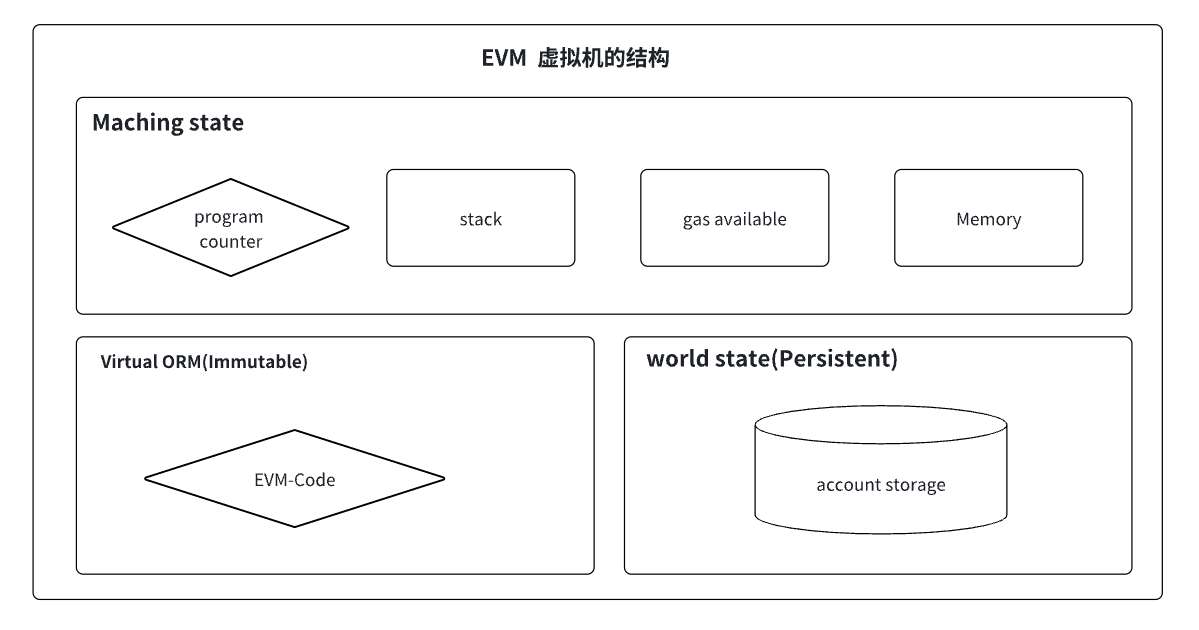 EVM 虚拟机的结构
Maching state
program
counter
stack
gas available
Memory
Virtual ORM(Immutable)
EVM-Code
world state(Persistent)
account storage